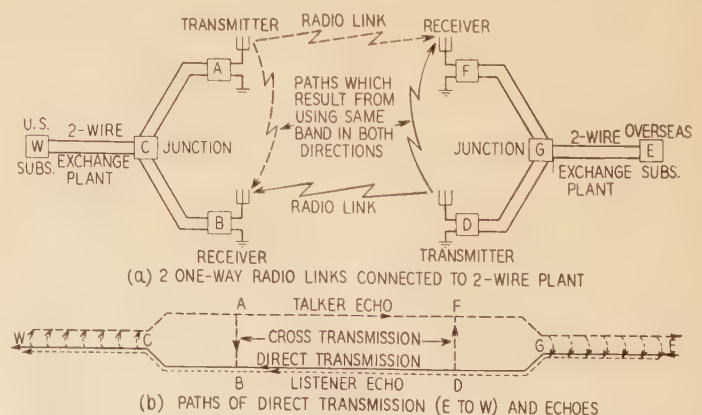 TRANSMITTER
RADIO LINK
RECEIVER
A
F
PATHS WHICH
RESULT FROM
USING SAME
BAND IN BOTH
DIRECTIONS
U.S.
W
SUBS.
2-WIRE
EXCHANGE
PLANT
C
JUNCTION
JUNCTION
G
2-WIRE
EXCHANGE
PLANT
OVERSEAS
E
SUBS.
B
D
RADIO LINK
RECEIVER
TRANSMITTER
(a) 2 ONE-WAY RADIO LINKS CONNECTED TO 2-WIRE PLANT
A
TALKER ECHO
F
W
C
CROSS TRANSMISSION
G
E
DIRECT TRANSMISSION
B
LISTENER ECHO
D
(b) PATHS OF DIRECT TRANSMISSION (E TO W) AND ECHOES